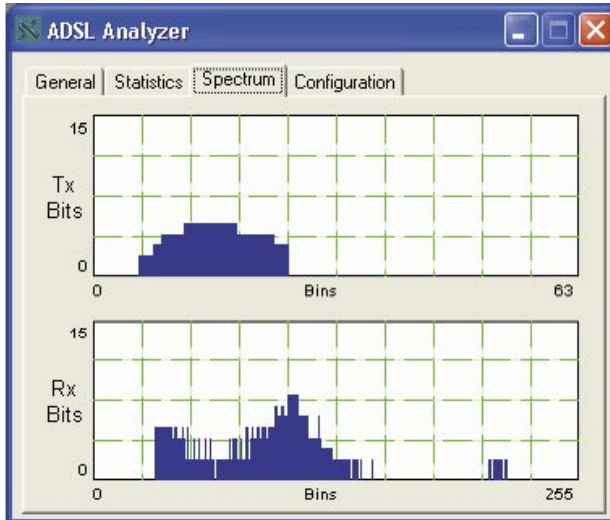 ADSL Analyzer
General Statistics Spectrum Configuration
15
Tx
Bits
0
0 Bins 63
15
Rx
Bits
0
0 Bins 255